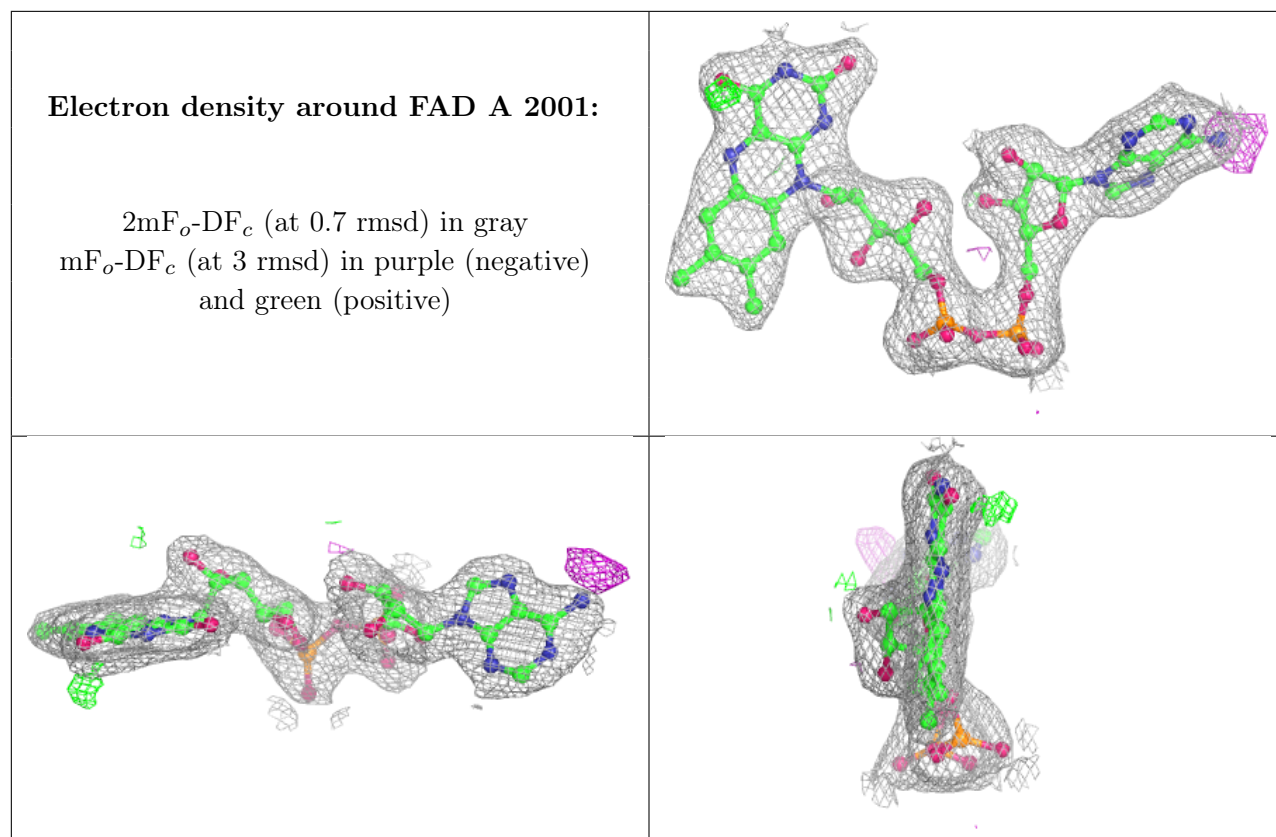 Electron density around FAD A 2001:
2mFo-DFc (at 0.7 rmsd) in gray
mFo-DFc (at 3 rmsd) in purple (negative)
and green (positive)